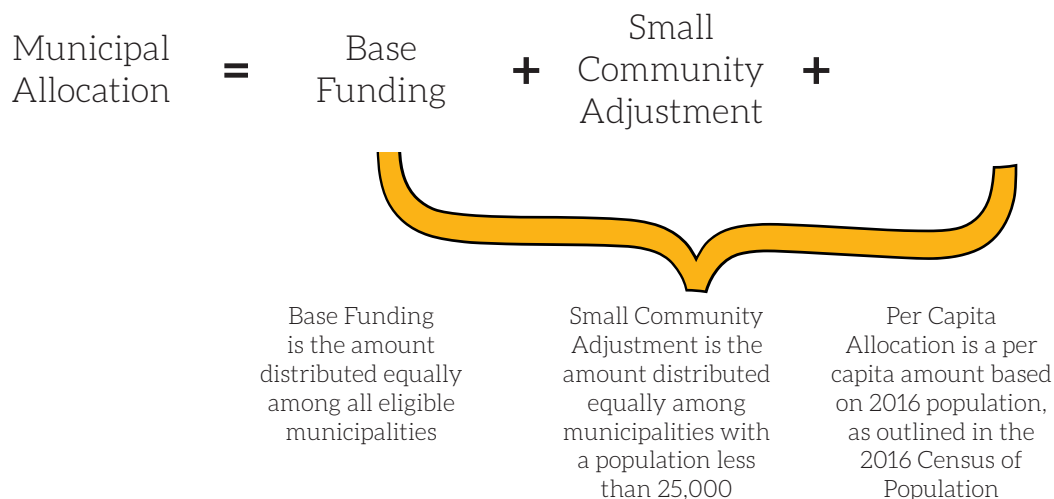 Municipal
Allocation
=
Base
Funding
+
Small
Community
Adjustment
+
Base Funding
is the amount
distributed equally
among all eligible
municipalities
Small Community
Adjustment is the
amount distributed
equally among
municipalities with
a population less
than 25,000
Per Capita
Allocation is a per
capita amount based
on 2016 population,
as outlined in the
2016 Census of
Population